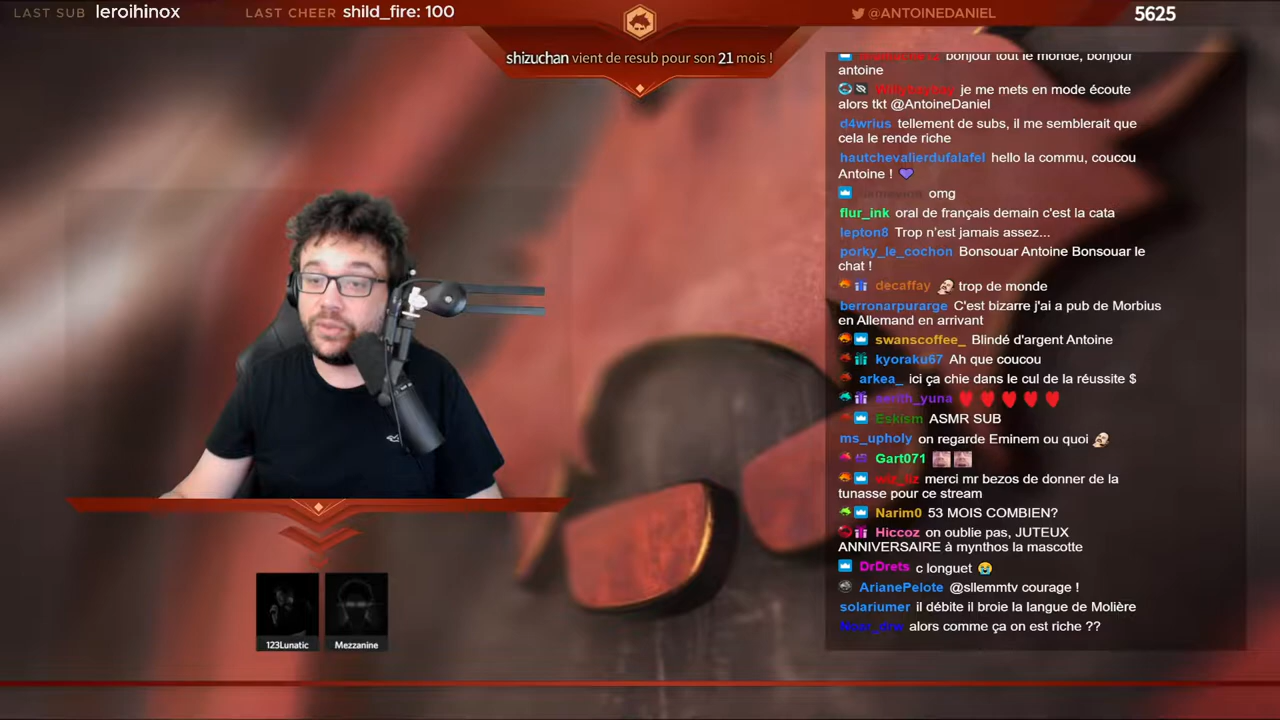 LAST SUB leroihinox LAST CHEER shild_fire: 100
@ANTOINEDANIEL 5625
shizuchan vient de resub pour son 21 mois !
bonjour tout le monde, bonjour
antoine
je me mets en mode écoute
alors tkt @AntoineDaniel
d4wrius tellement de subs, il me semblerait que
cela le rende riche
hautchevalierdufalafel hello la commu, coucou
Antoine ! 💜
omg
flur_ink oral de français demain c'est la cata
lepton8 Trop n'est jamais assez...
porky_le_cochon Bonsouar Antoine Bonsouar le
chat !
decaffay trop de monde
berronarpurarge C'est bizarre j'ai a pub de Morbius
en Allemand en arrivant
swanscoffee_ Blindé d'argent Antoine
kyoraku67 Ah que coucou
arkea_ ici ça chie dans le cul de la réussite $
aerith_yuna
Eskism ASMR SUB
ms_upholy on regarde Eminem ou quoi
Gart071
wiz_liz merci mr bezos de donner de la
tunasse pour ce stream
Narim0 53 MOIS COMBIEN?
Hiccoz on oublie pas, JUTEUX
ANNIVERSAIRE à mynthos la mascotte
DrDrets c longuet 😭
ArianePelote @sllemmtv courage !
solariumer il débite il broie la langue de Molière
alors comme ça on est riche ??
123Lunatic Mezzanine